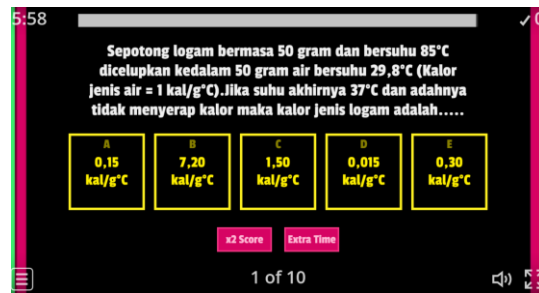 5:58
✓ 0
Sepotong logam bermasa 50 gram dan bersuhu 85°C
dicelupkan kedalam 50 gram air bersuhu 29,8°C (Kalor
jenis air = 1 kal/g°C).Jika suhu akhirnya 37°C dan adahnya
tidak menyerap kalor maka kalor jenis logam adalah.....
A
0,15
kal/g°C
B
7,20
kal/g°C
C
1,50
kal/g°C
D
0,015
kal/g°C
E
0,30
kal/g°C
x2 Score
Extra Time
1 of 10